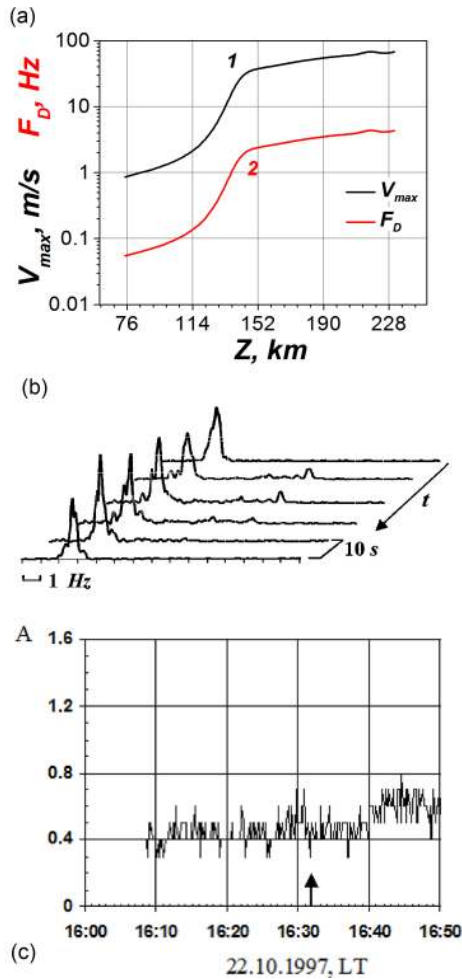 (a)
100
10
1
0.1
0.01
V_max, m/s F_D, Hz
1
2
V_max
F_D
76 114 152 190 228
Z, km
(b)
t
10 s
1 Hz
A
1.6
1.2
0.8
0.4
0
16:00 16:10 16:20 16:30 16:40 16:50
(c)
22.10.1997, LT